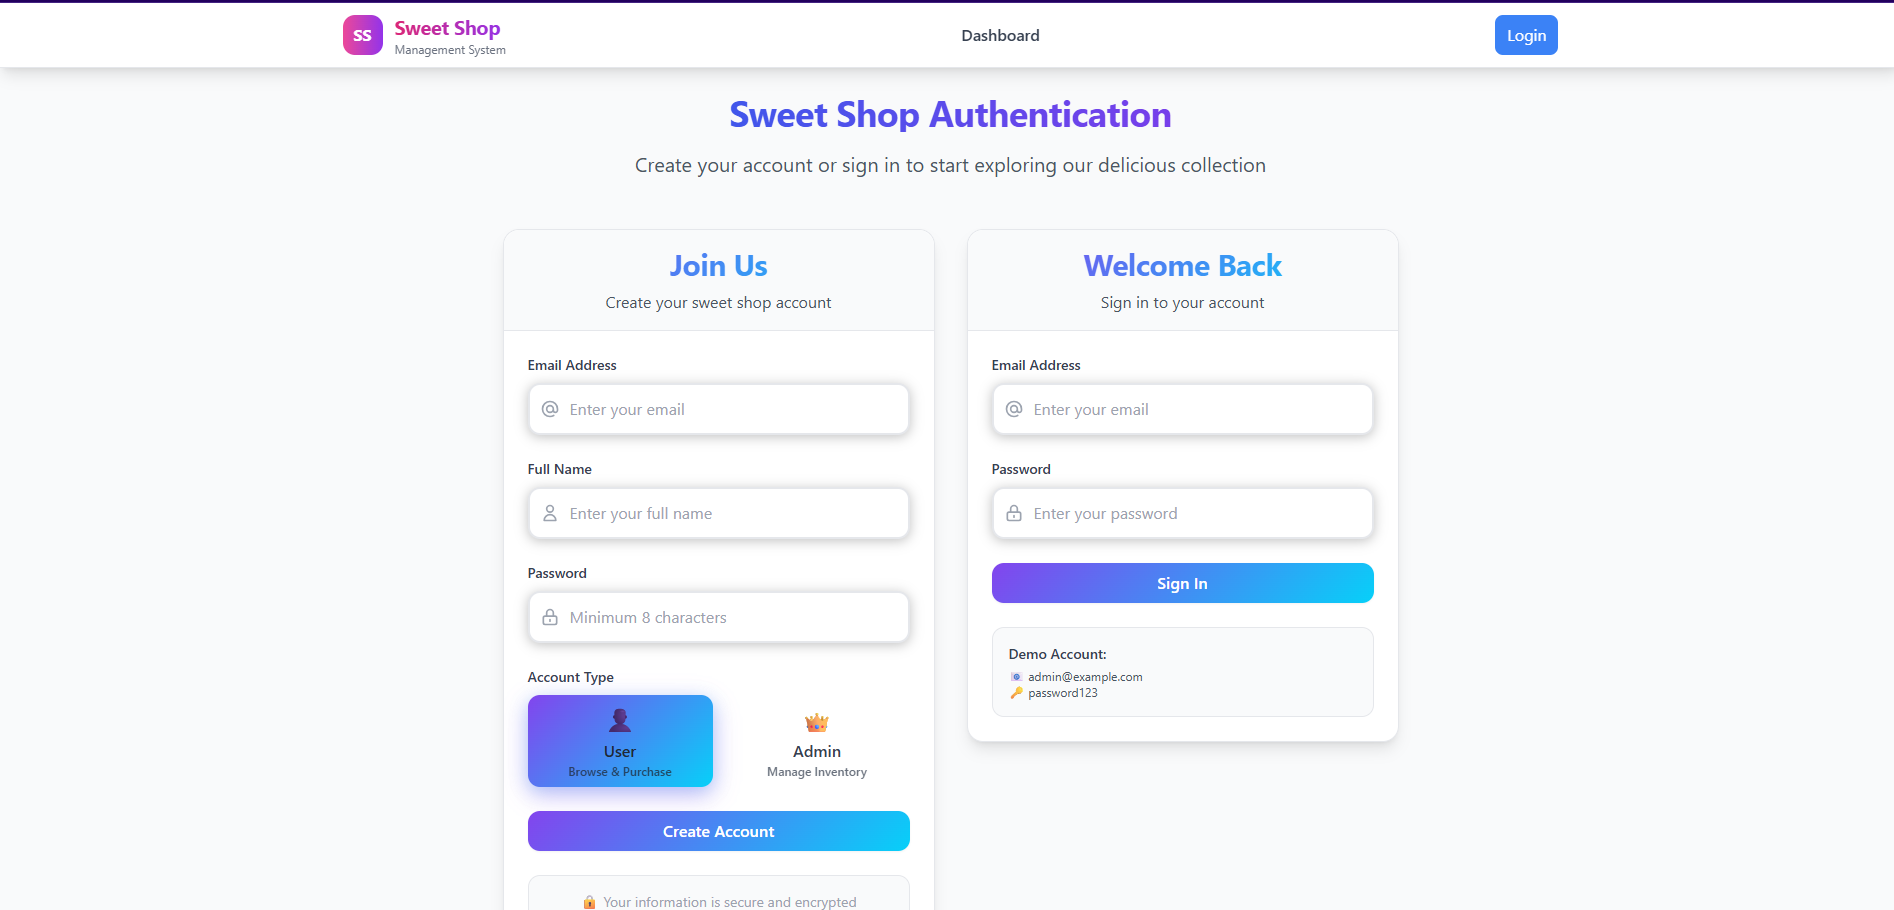 SS
Sweet Shop
Management System
Dashboard
Login
Sweet Shop Authentication
Create your account or sign in to start exploring our delicious collection
Join Us
Create your sweet shop account
Email Address
Enter your email
Full Name
Enter your full name
Password
Minimum 8 characters
Account Type
User
Browse & Purchase
Admin
Manage Inventory
Create Account
Your information is secure and encrypted
Welcome Back
Sign in to your account
Email Address
Enter your email
Password
Enter your password
Sign In
Demo Account:
admin@example.com
password123